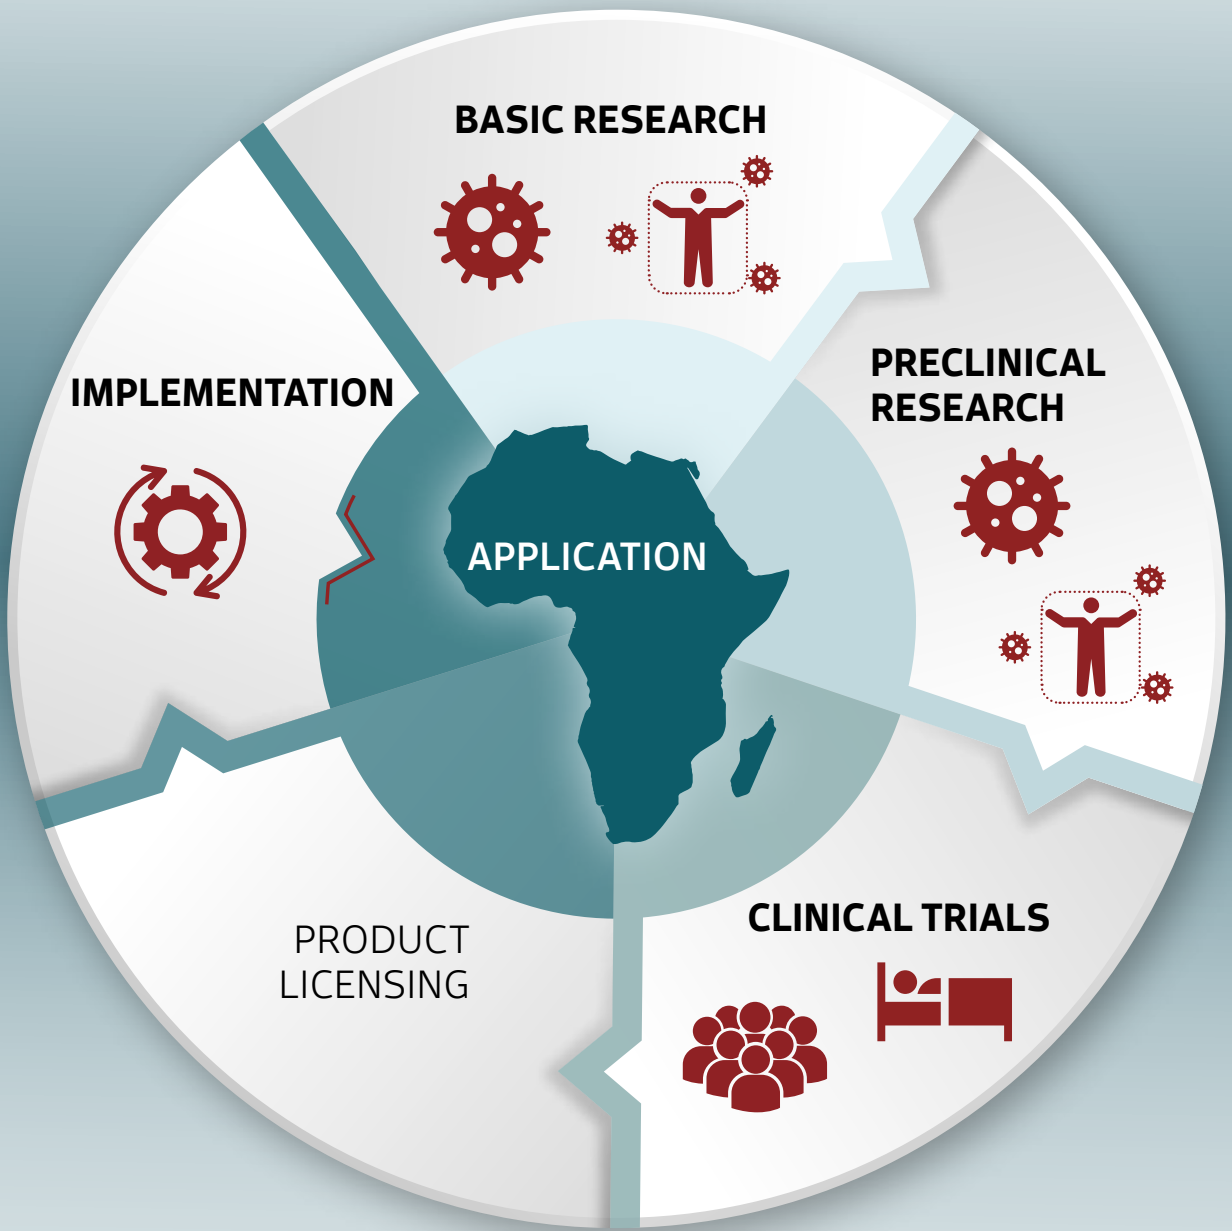 BASIC RESEARCH
PRECLINICAL
RESEARCH
IMPLEMENTATION
APPLICATION
CLINICAL TRIALS
PRODUCT
LICENSING